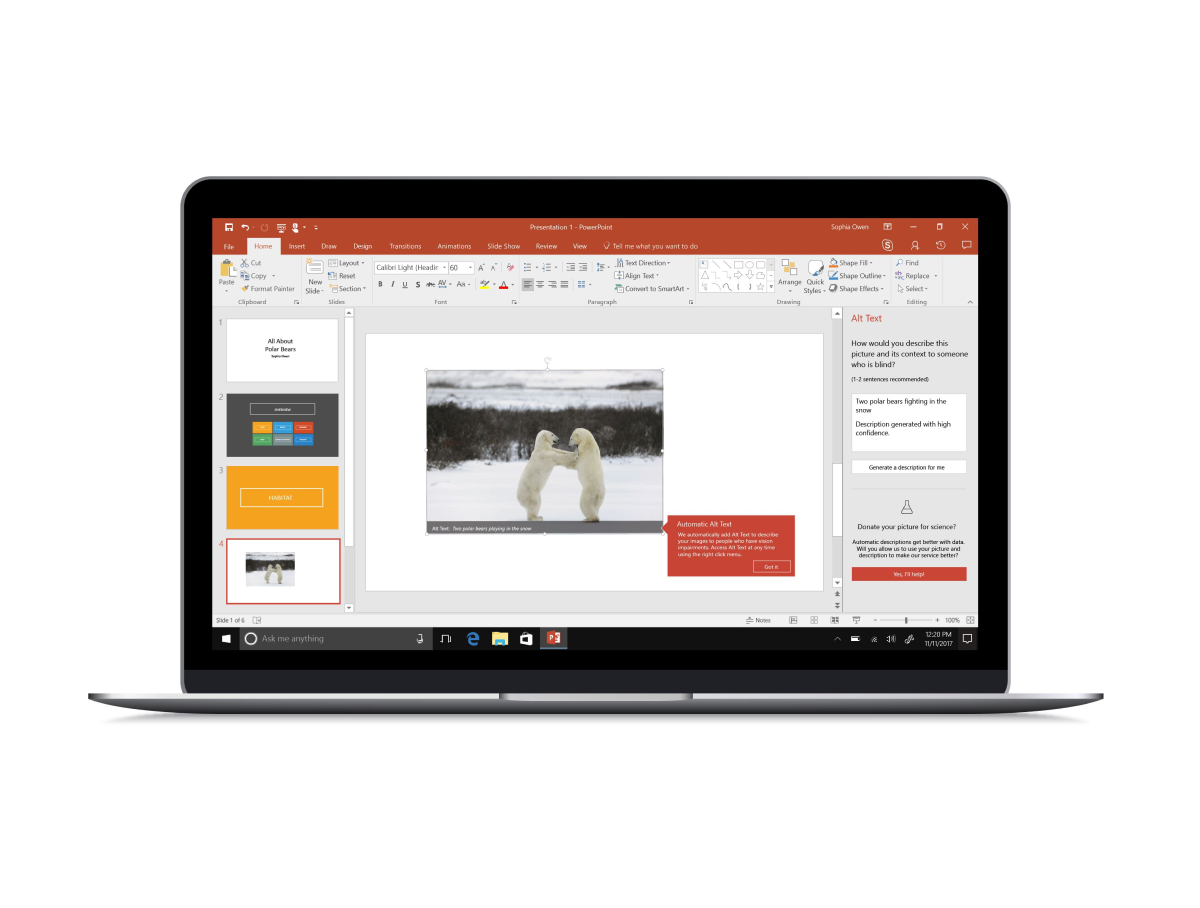 Presentation 1 - PowerPoint
Sophia Owen
File Home Insert Draw Design Transitions Animations Slide Show Review View Tell me what you want to do
Paste
Cut
Copy
Format Painter
Clipboard
New
Slide
Layout
Reset
Section
Slides
Calibri Light (Headin 60
B I U S abc AV Aa A
Font
Text Direction
Align Text
Convert to SmartArt
Paragraph
Arrange
Quick
Styles
Shape Fill
Shape Outline
Shape Effects
Drawing
Find
Replace
Select
Editing
1
All About
Polar Bears
Sophia Owen
2
3
HABITAT
4
Alt Text: Two polar bears playing in the snow
Automatic Alt Text
We automatically add Alt Text to describe
your images to people who have vision
impairments. Access Alt Text at any time
using the right click menu.
Got it
Alt Text
How would you describe this
picture and its context to someone
who is blind?
(1-2 sentences recommended)
Two polar bears fighting in the
snow
Description generated with high
confidence.
Generate a description for me
Donate your picture for science?
Automatic descriptions get better with data.
Will you allow us to use your picture and
description to make our service better?
Yes, I'll help!
Slide 1 of 6
Notes
100%
Ask me anything
12:20 PM
11/11/2017